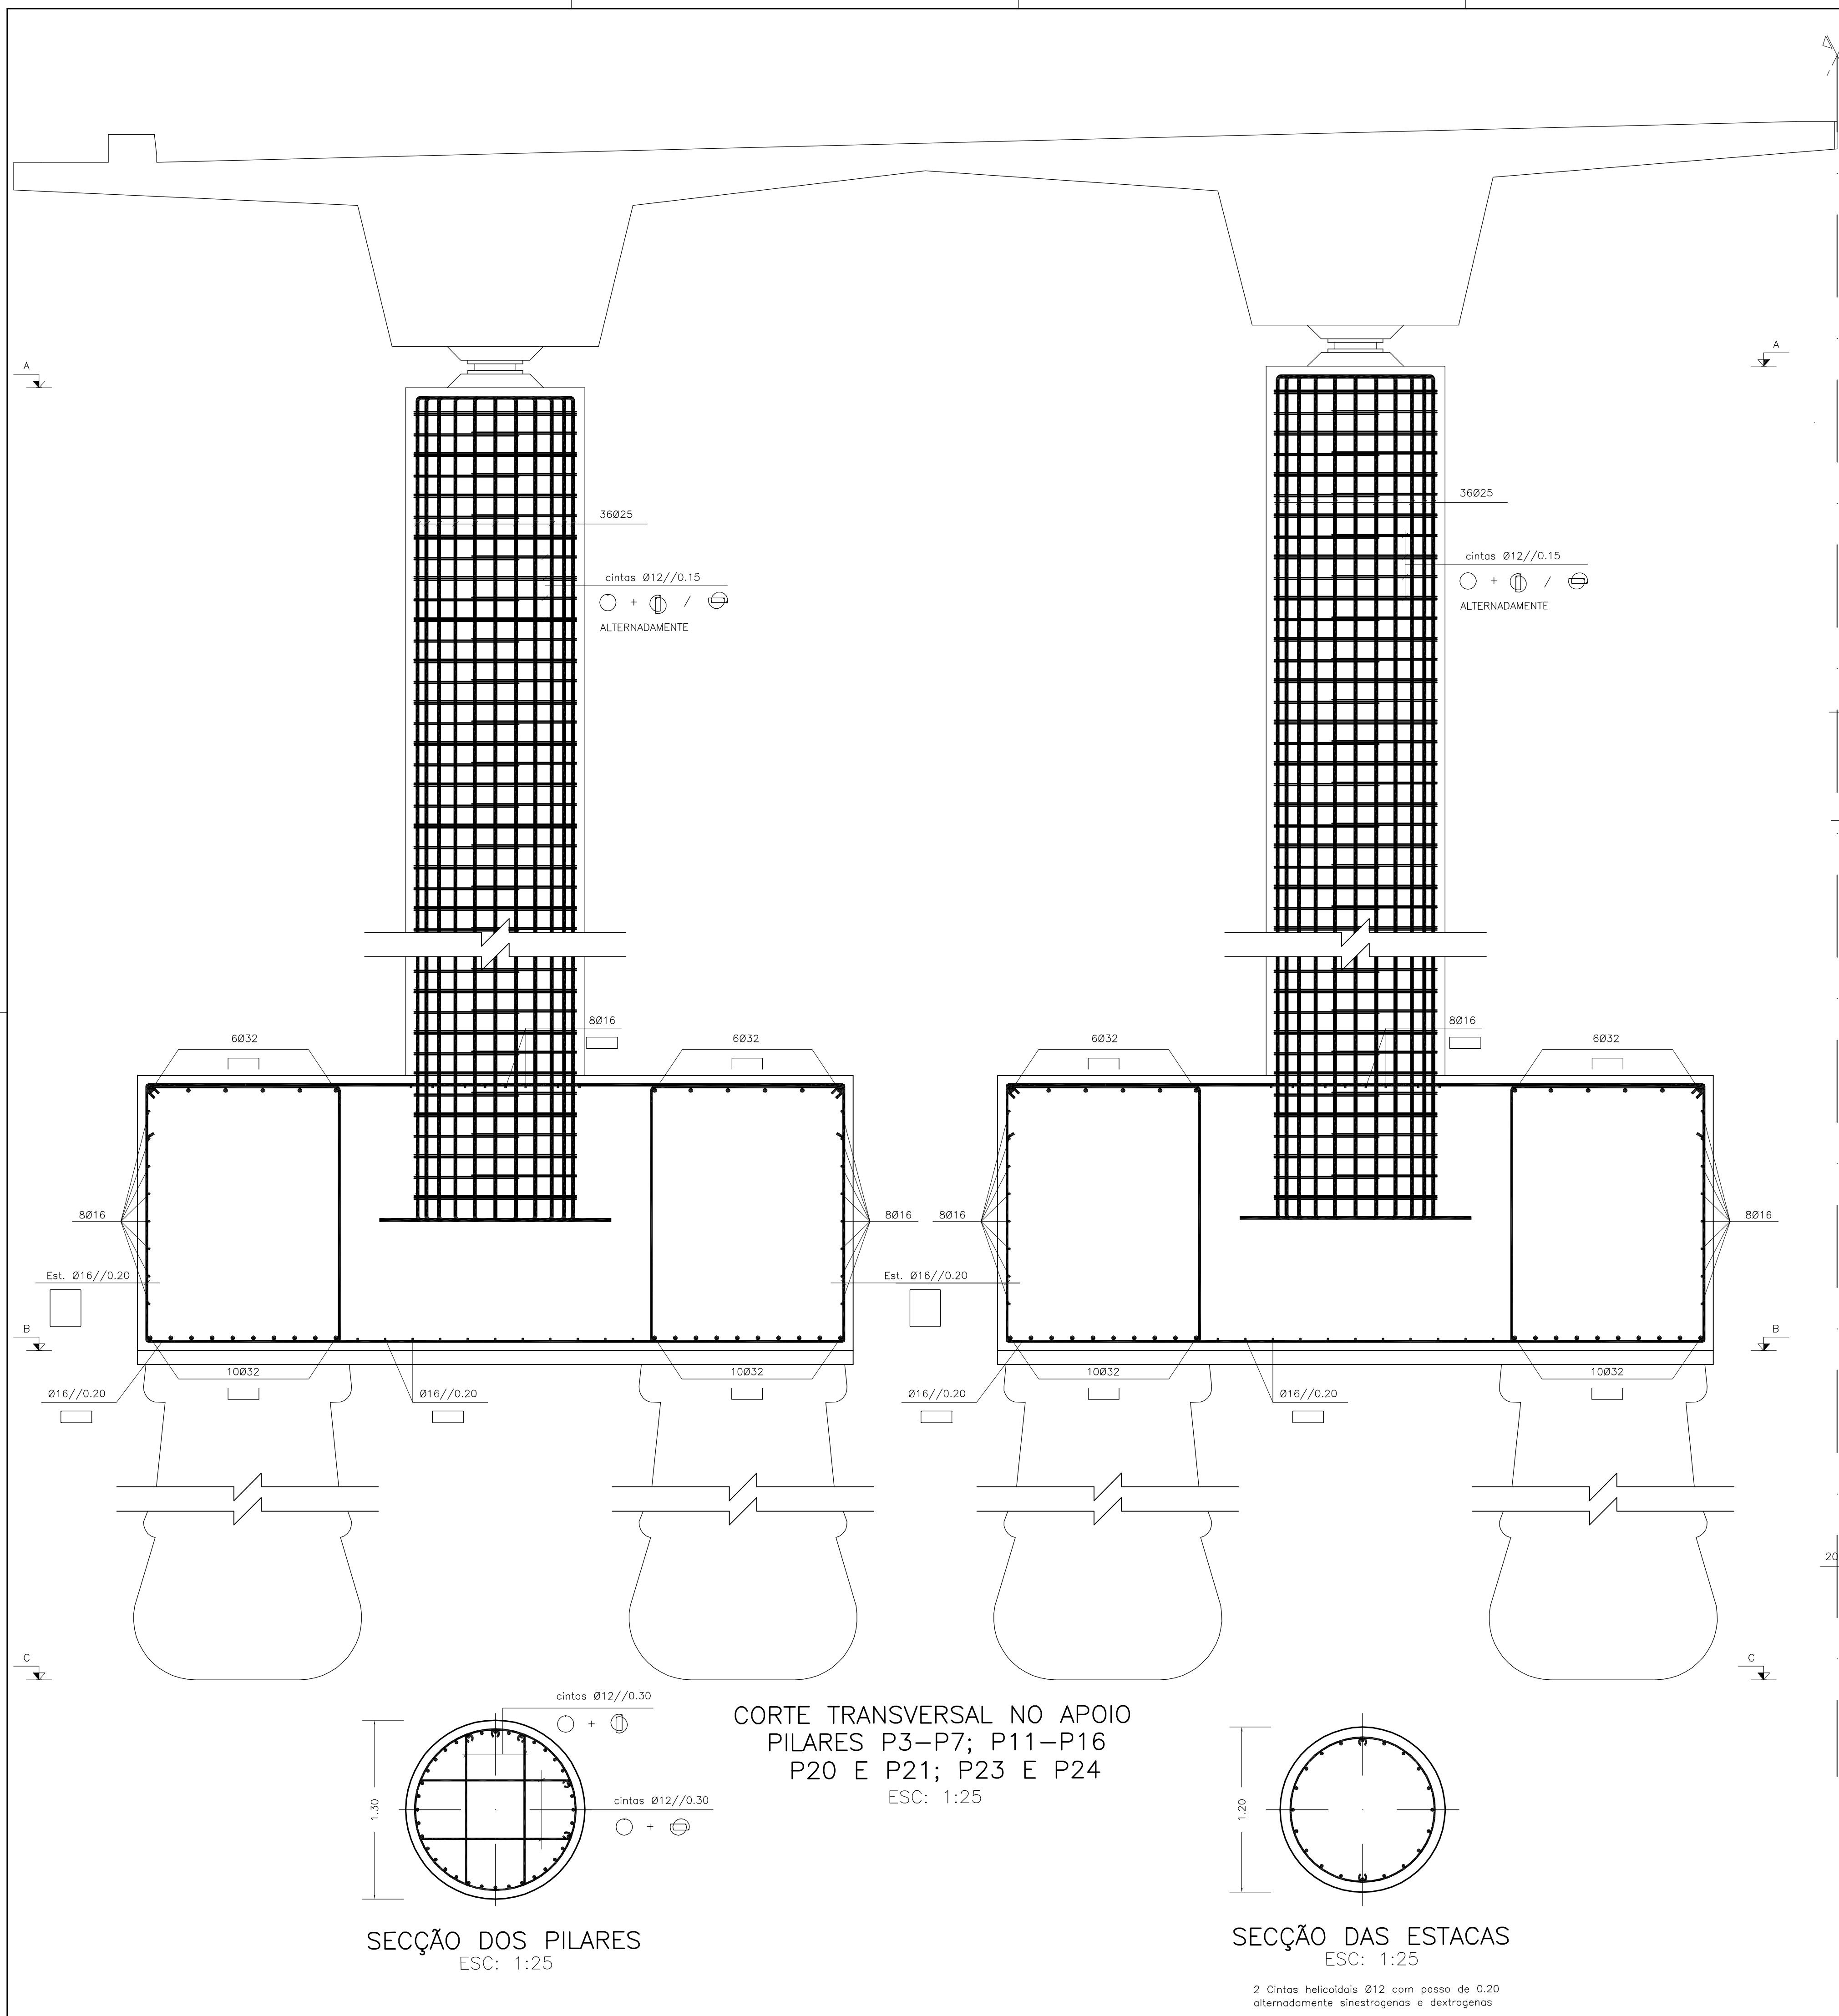 A
A
36Ø25
36Ø25
cintas Ø12//0.15
+ /
ALTERNADAMENTE
cintas Ø12//0.15
+ /
ALTERNADAMENTE
6Ø32
8Ø16
6Ø32
6Ø32
8Ø16
6Ø32
8Ø16
8Ø16
8Ø16
8Ø16
Est. Ø16//0.20
Est. Ø16//0.20
B
B
10Ø32
10Ø32
10Ø32
10Ø32
Ø16//0.20
Ø16//0.20
Ø16//0.20
Ø16//0.20
20
C
C
cintas Ø12//0.30
+
1.30
cintas Ø12//0.30
+
CORTE TRANSVERSAL NO APOIO
PILARES P3-P7; P11-P16
P20 E P21; P23 E P24
ESC: 1:25
1.20
SECÇÃO DOS PILARES
ESC: 1:25
SECÇÃO DAS ESTACAS
ESC: 1:25
2 Cintas helicoidais Ø12 com passo de 0.20
alternadamente sinestrogenas e dextrogenas